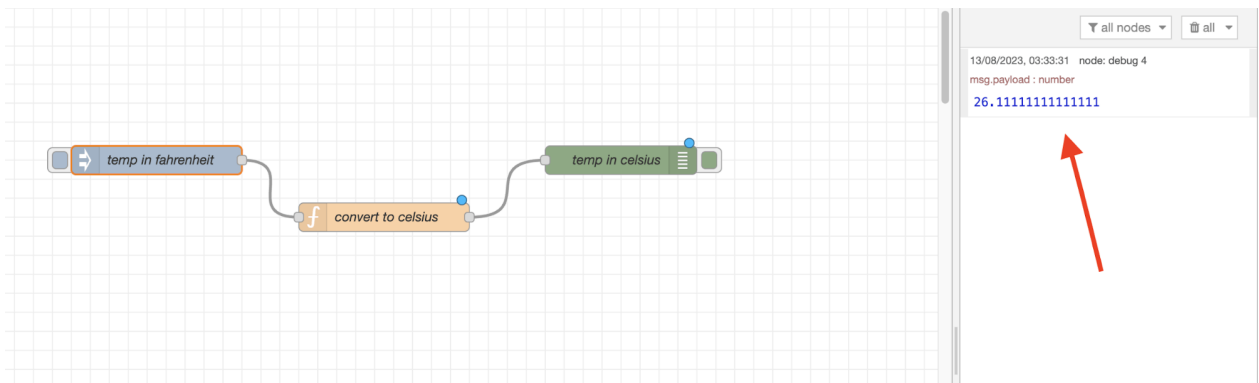 all nodes
all
13/08/2023, 03:33:31 node: debug 4
msg.payload : number
26.11111111111111
temp in fahrenheit
temp in celsius
convert to celsius